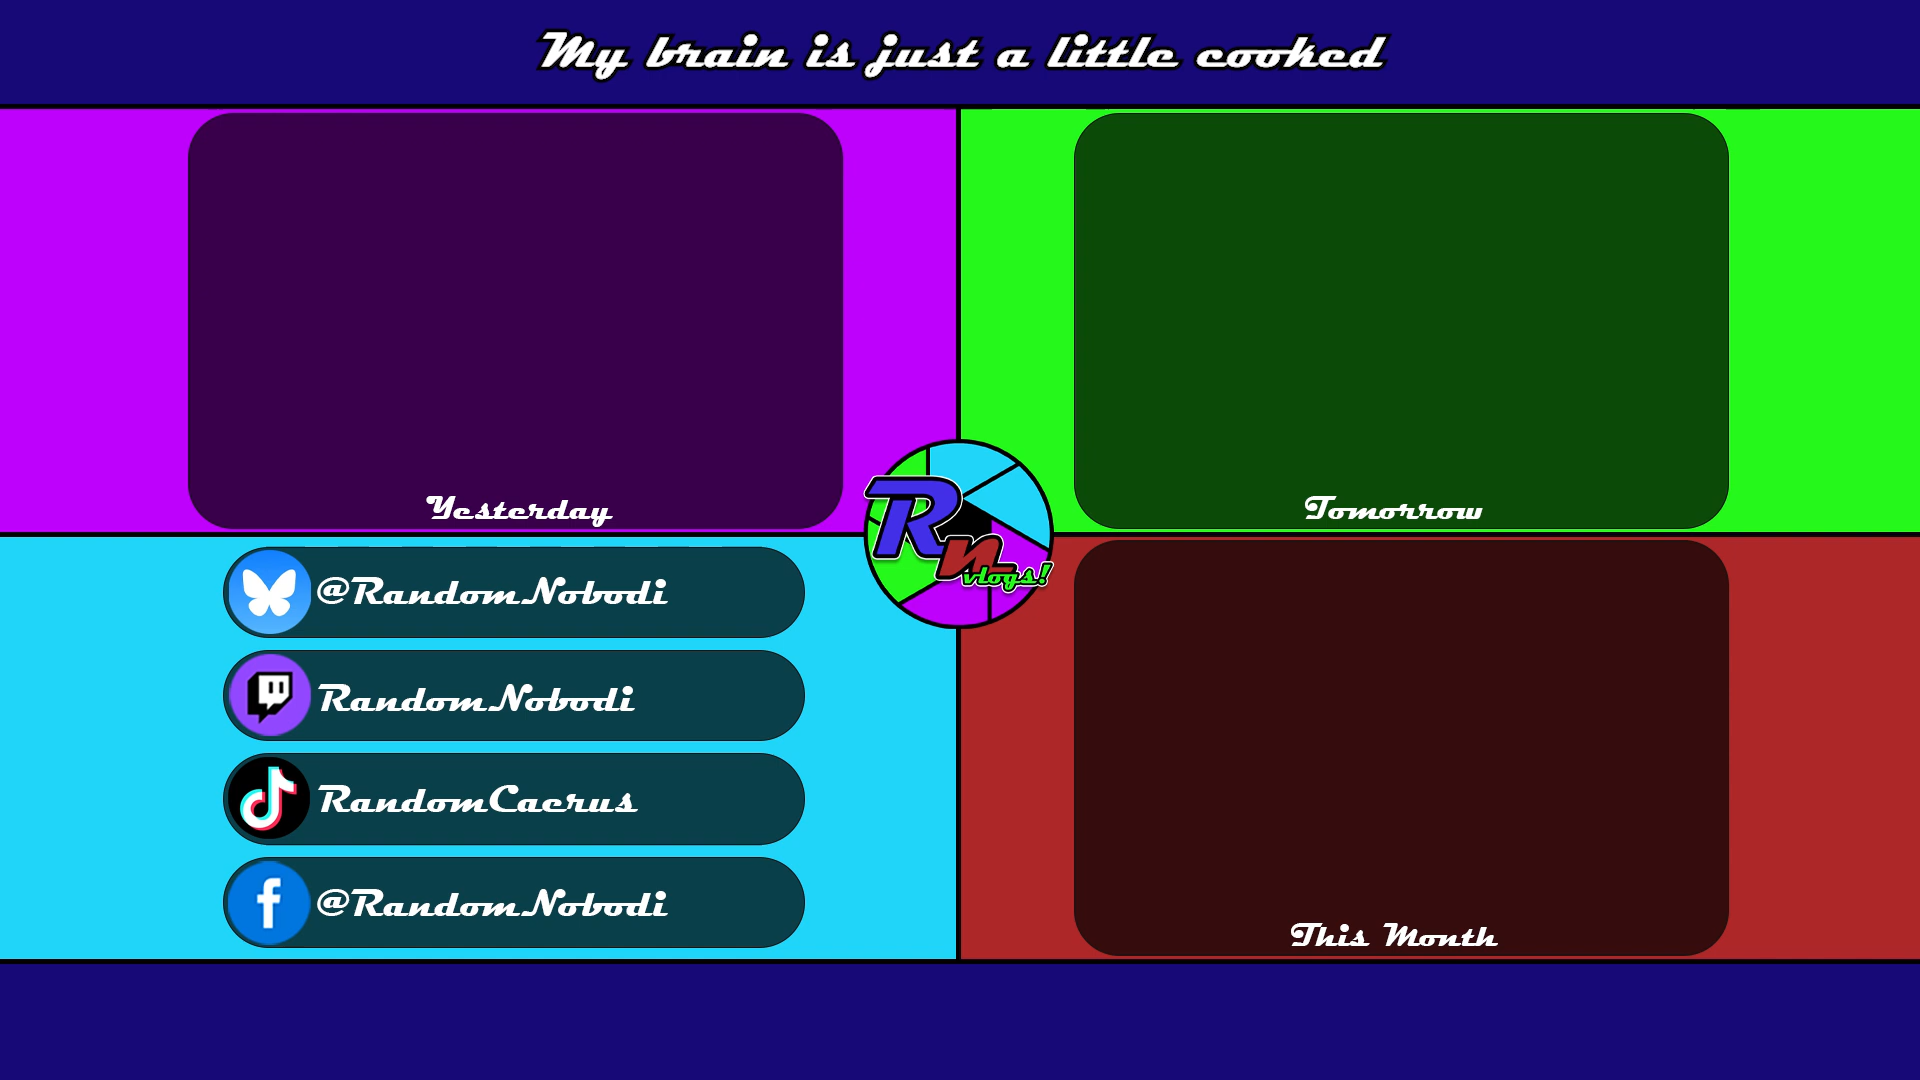 My brain is just a little cooked
Yesterday
Tomorrow
Rn
vlogs!
@RandomNobodi
RandomNobodi
RandomCaerus
@RandomNobodi
This Month